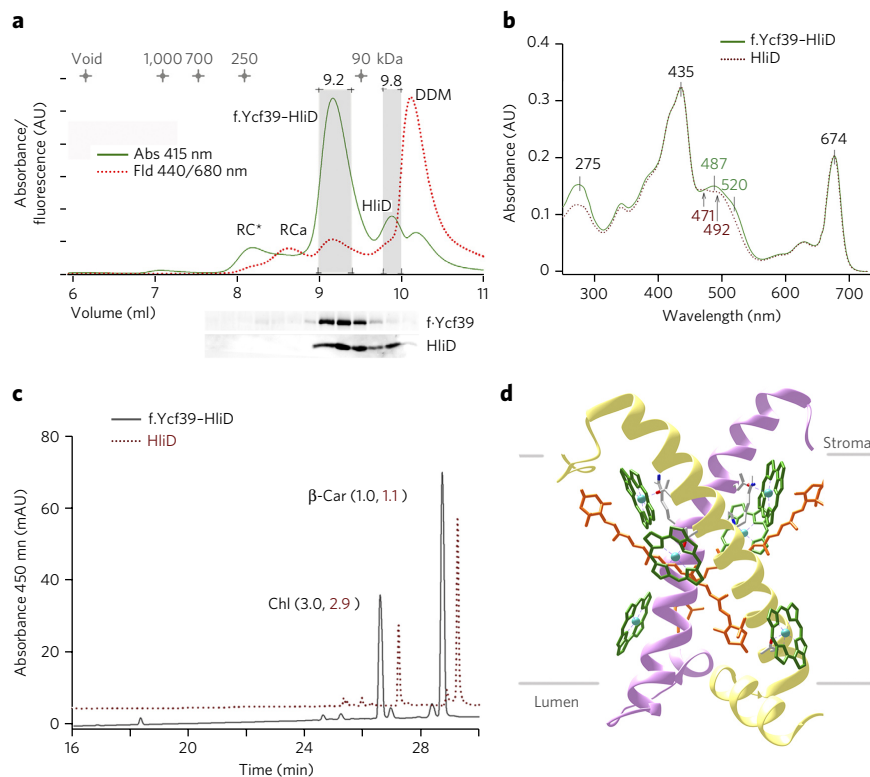 a
Void 1,000 700 250 90 kDa
9.2 9.8
DDM
f.Ycf39–HliD
Absorbance/
fluorescence (AU)
Abs 415 nm
Fld 440/680 nm
HliD
RC* RCa
6 7 8 9 10 11
Volume (ml)
f·Ycf39
HliD
b
f.Ycf39–HliD
HliD
0.4
435
0.3
674
Absorbance (AU)
0.2
275
487
520
0.1
471
492
0
300 400 500 600 700
Wavelength (nm)
c
f.Ycf39–HliD
HliD
80
60
β-Car (1.0, 1.1)
40
Chl (3.0, 2.9 )
20
0
Absorbance 450 mn (mAU)
16 20 24 28
Time (min)
d
Stroma
Lumen